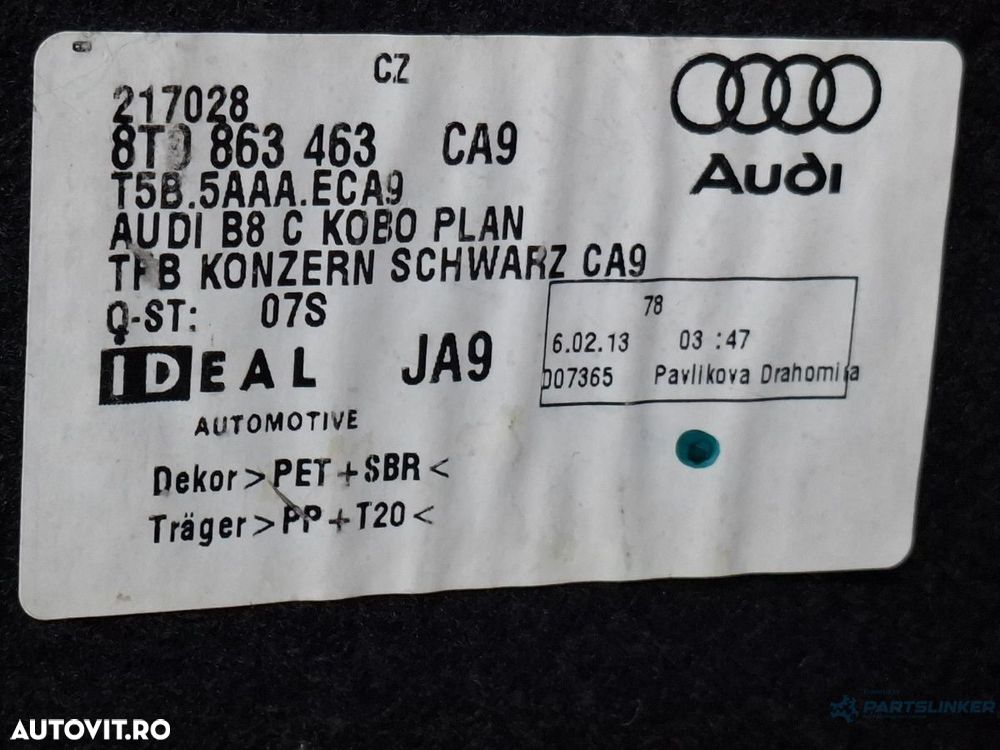 CZ
217028
8T0 863 463 CA9
T5B.5AAA.ECA9
AUDI B8 C KOBO PLAN
TFB KONZERN SCHWARZ CA9
Q-ST: 07S
IDEAL JA9
AUTOMOTIVE
Dekor>PET+SBR<
Träger>PP+T20<
Audi
78
6.02.13 03 :47
007365 Pavlikova Drahomira
AUTOVIT.RO
Powered by
PARTSLINKER